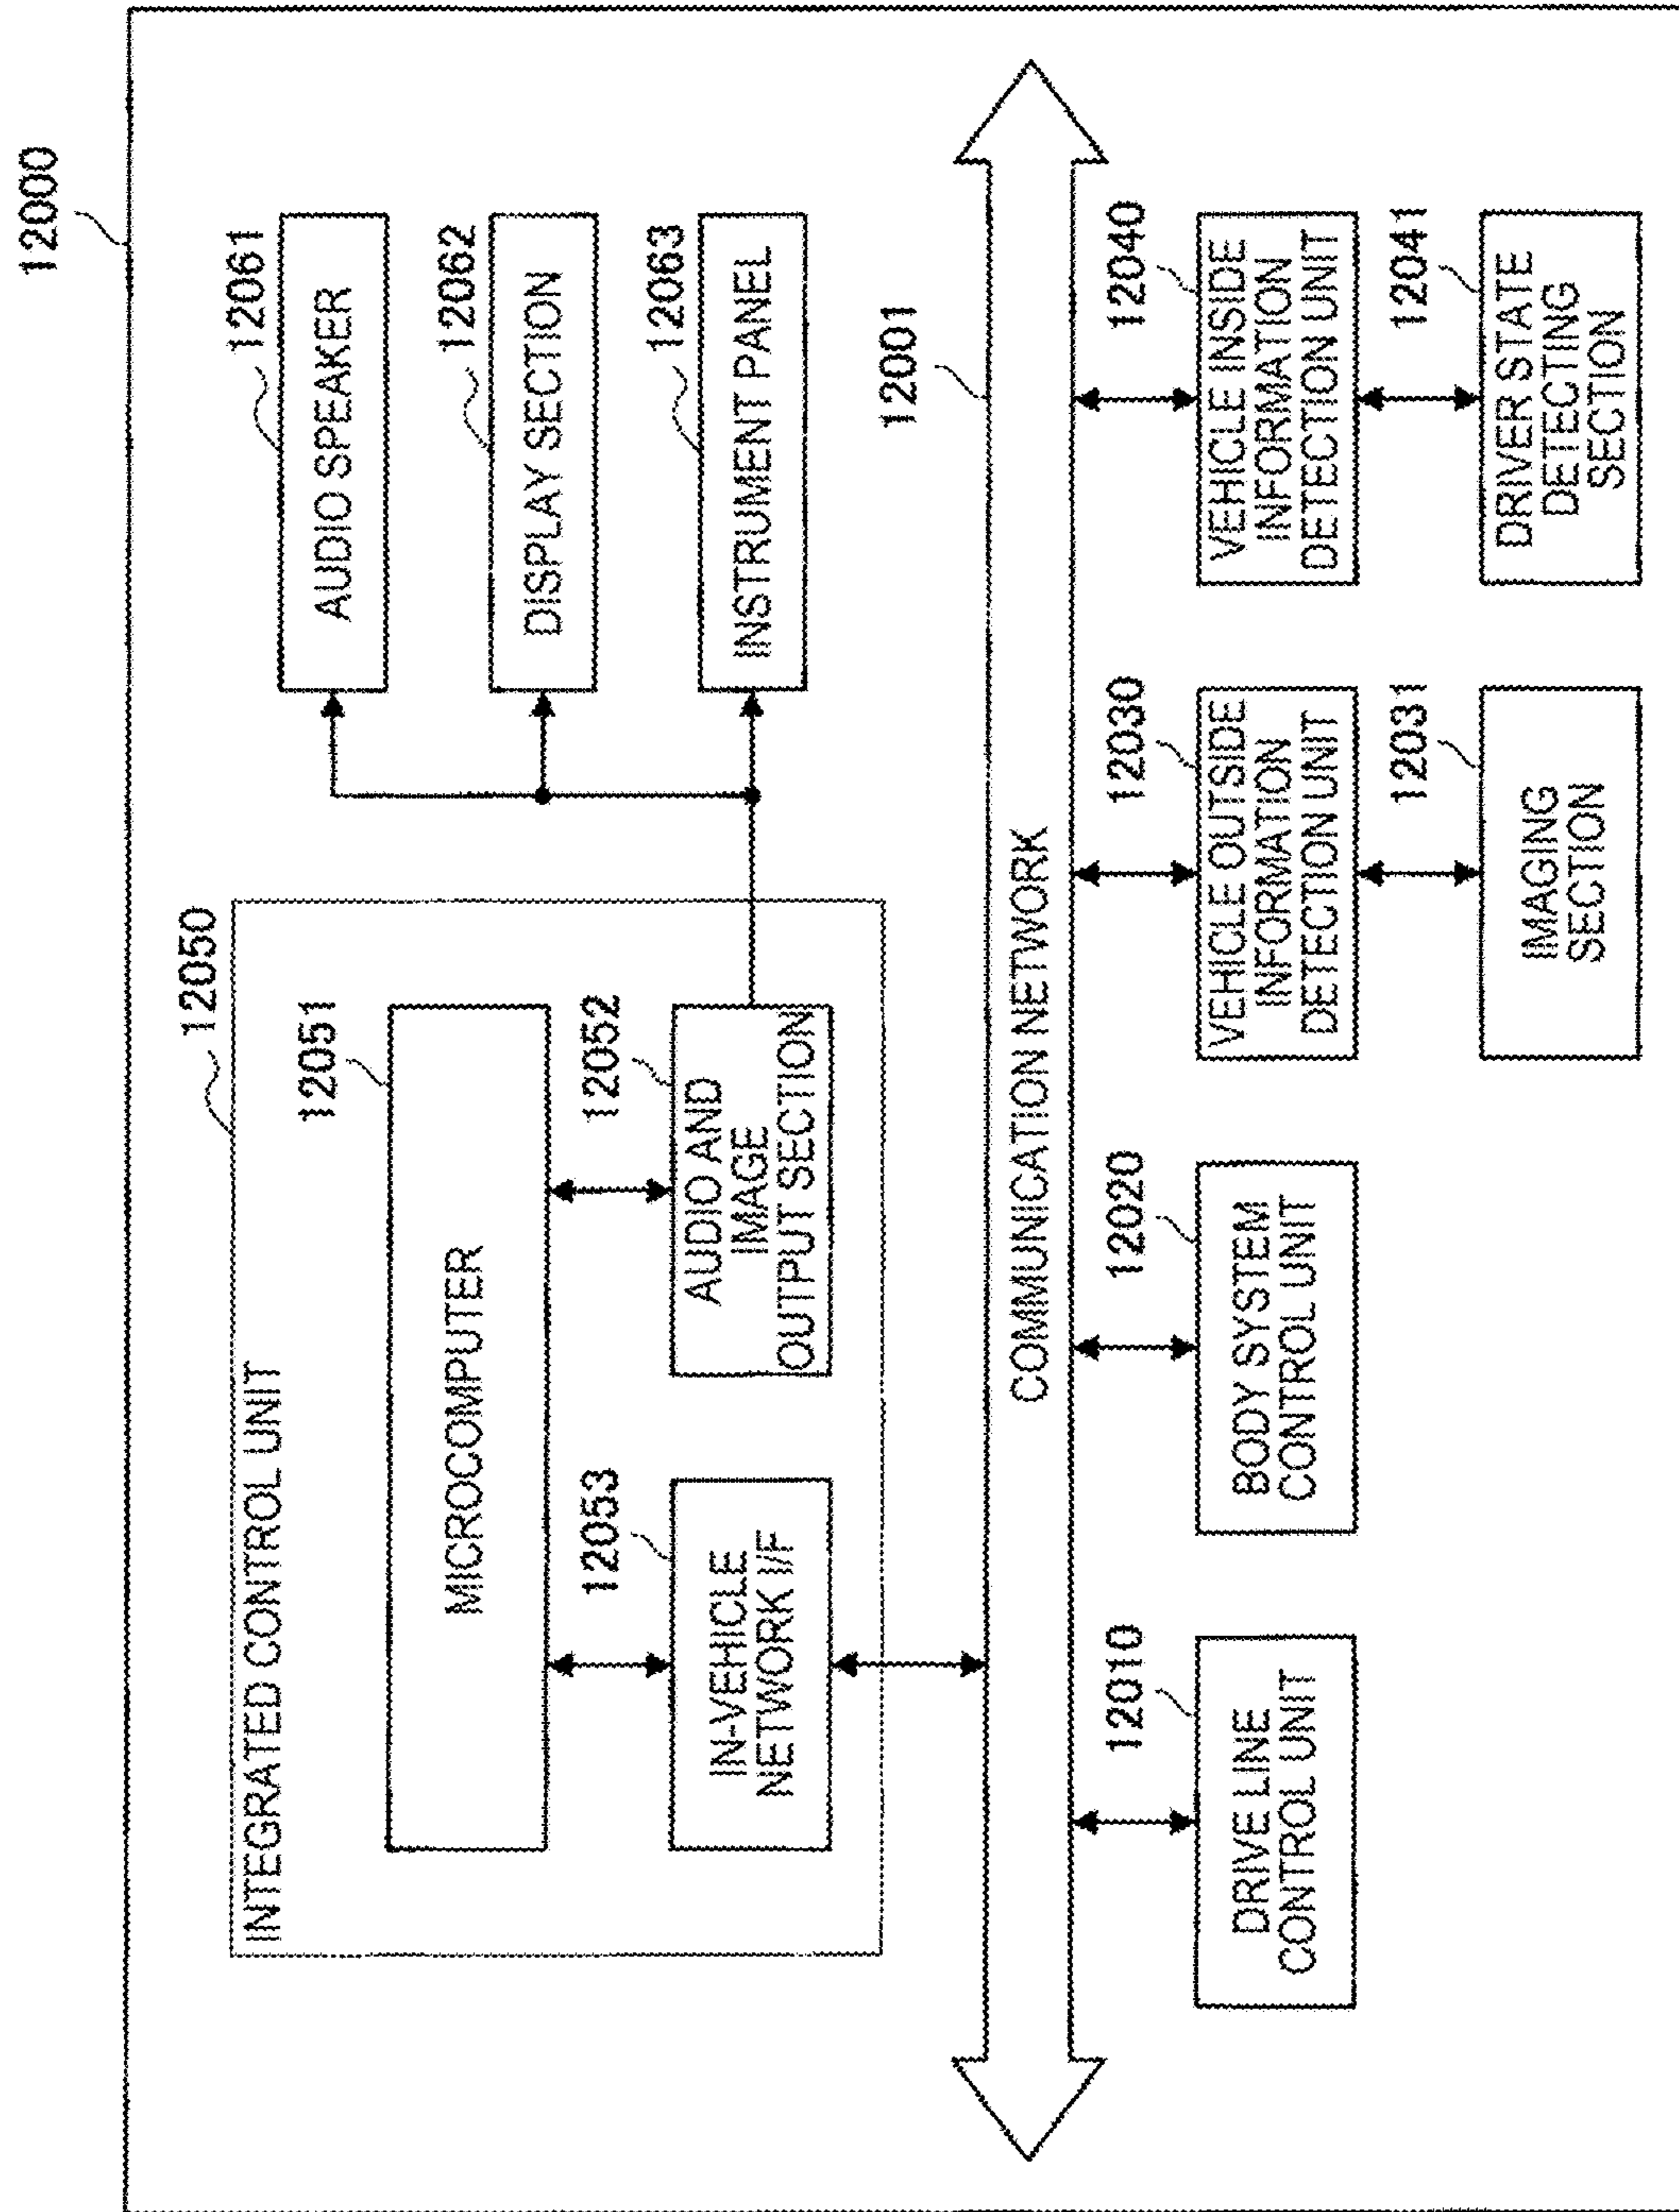 12000
12050
INTEGRATED CONTROL UNIT
12051
MICROCOMPUTER
12053
IN-VEHICLE
NETWORK I/F
12052
AUDIO AND
IMAGE
OUTPUT SECTION
12061
AUDIO SPEAKER
12062
DISPLAY SECTION
12063
INSTRUMENT PANEL
12001
COMMUNICATION NETWORK
12010
DRIVE LINE
CONTROL UNIT
12020
BODY SYSTEM
CONTROL UNIT
12030
VEHICLE OUTSIDE
INFORMATION
DETECTION UNIT
12040
VEHICLE INSIDE
INFORMATION
DETECTION UNIT
12031
IMAGING
SECTION
12041
DRIVER STATE
DETECTING
SECTION